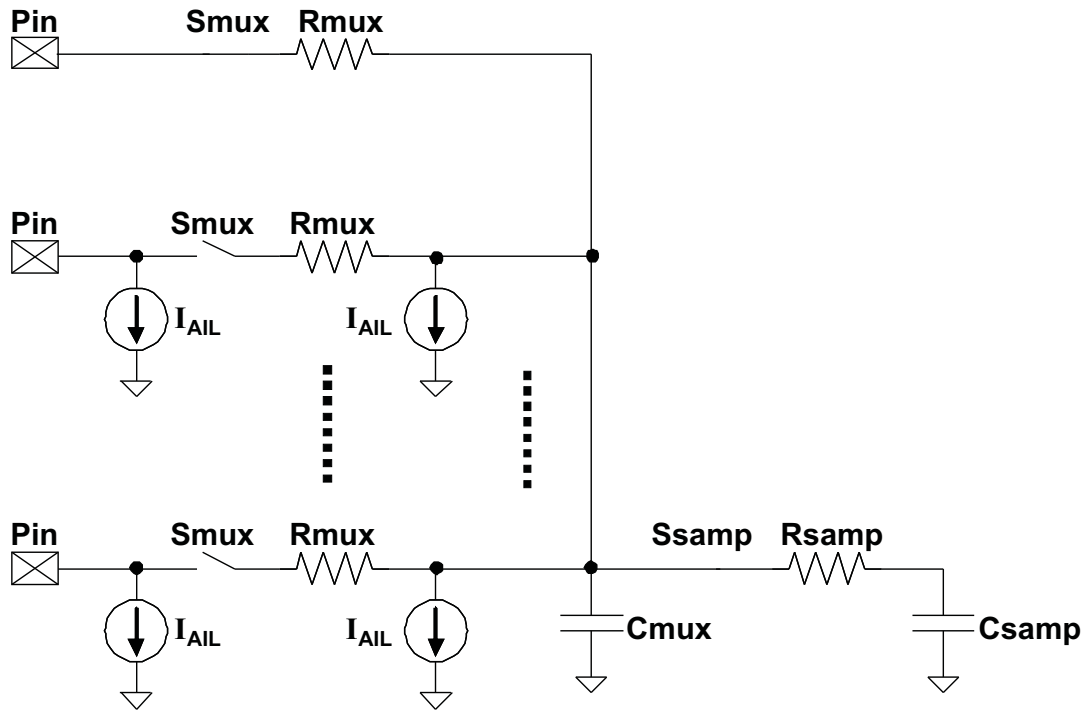 Pin Smux Rmux
Pin Smux Rmux
IAIL IAIL
Pin Smux Rmux Ssamp Rsamp
IAIL IAIL Cmux Csamp